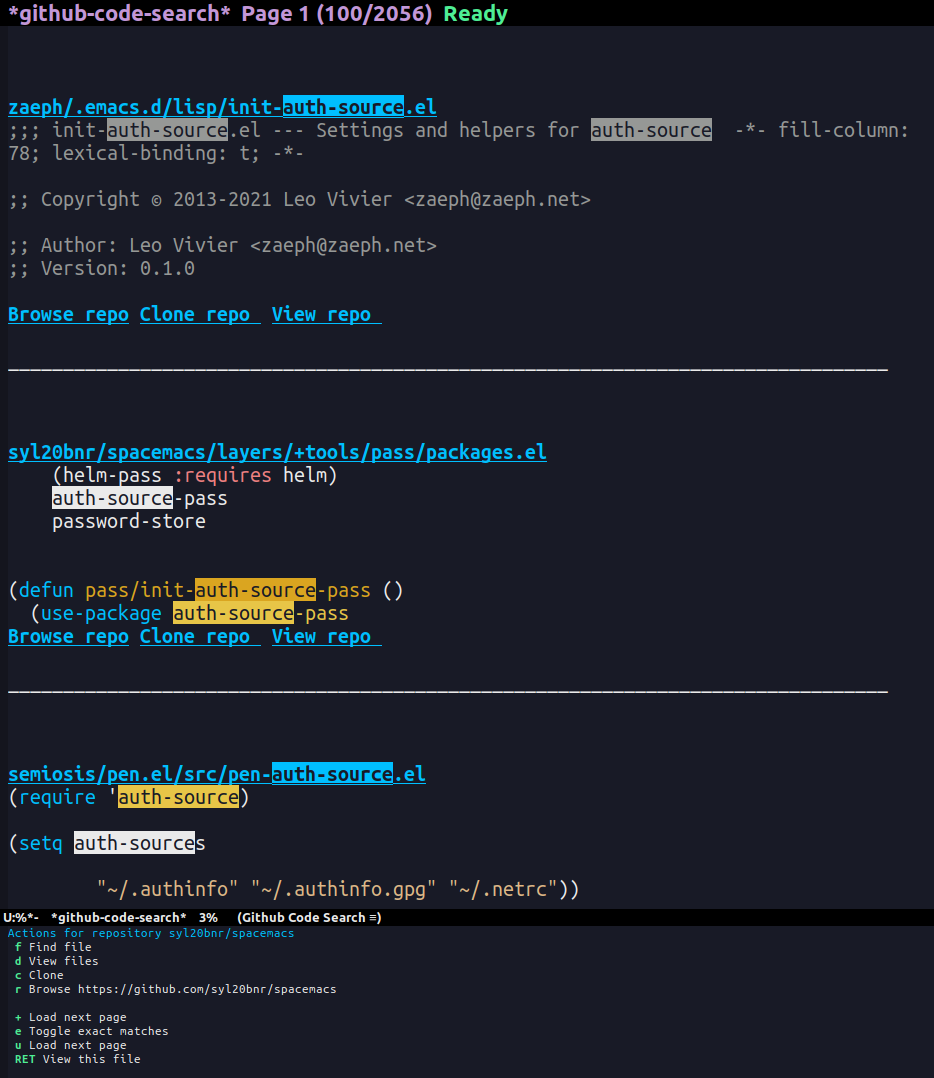 *github-code-search* Page 1 (100/2056) Ready
zaeph/.emacs.d/lisp/init-auth-source.el
;;; init-auth-source.el --- Settings and helpers for auth-source  -*- fill-column:
78; lexical-binding: t; -*-
;; Copyright © 2013-2021 Leo Vivier <zaeph@zaeph.net>
;; Author: Leo Vivier <zaeph@zaeph.net>
;; Version: 0.1.0
Browse repo Clone repo  View repo
syl20bnr/spacemacs/layers/+tools/pass/packages.el
    (helm-pass :requires helm)
    auth-source-pass
    password-store
(defun pass/init-auth-source-pass ()
  (use-package auth-source-pass
Browse repo Clone repo  View repo
semiosis/pen.el/src/pen-auth-source.el
(require 'auth-source)
(setq auth-sources
        "~/.authinfo" "~/.authinfo.gpg" "~/.netrc"))
U:%*-  *github-code-search*  3%   (Github Code Search ≡)
Actions for repository syl20bnr/spacemacs
 f Find file
 d View files
 c Clone
 r Browse https://github.com/syl20bnr/spacemacs
 + Load next page
 e Toggle exact matches
 u Load next page
 RET View this file